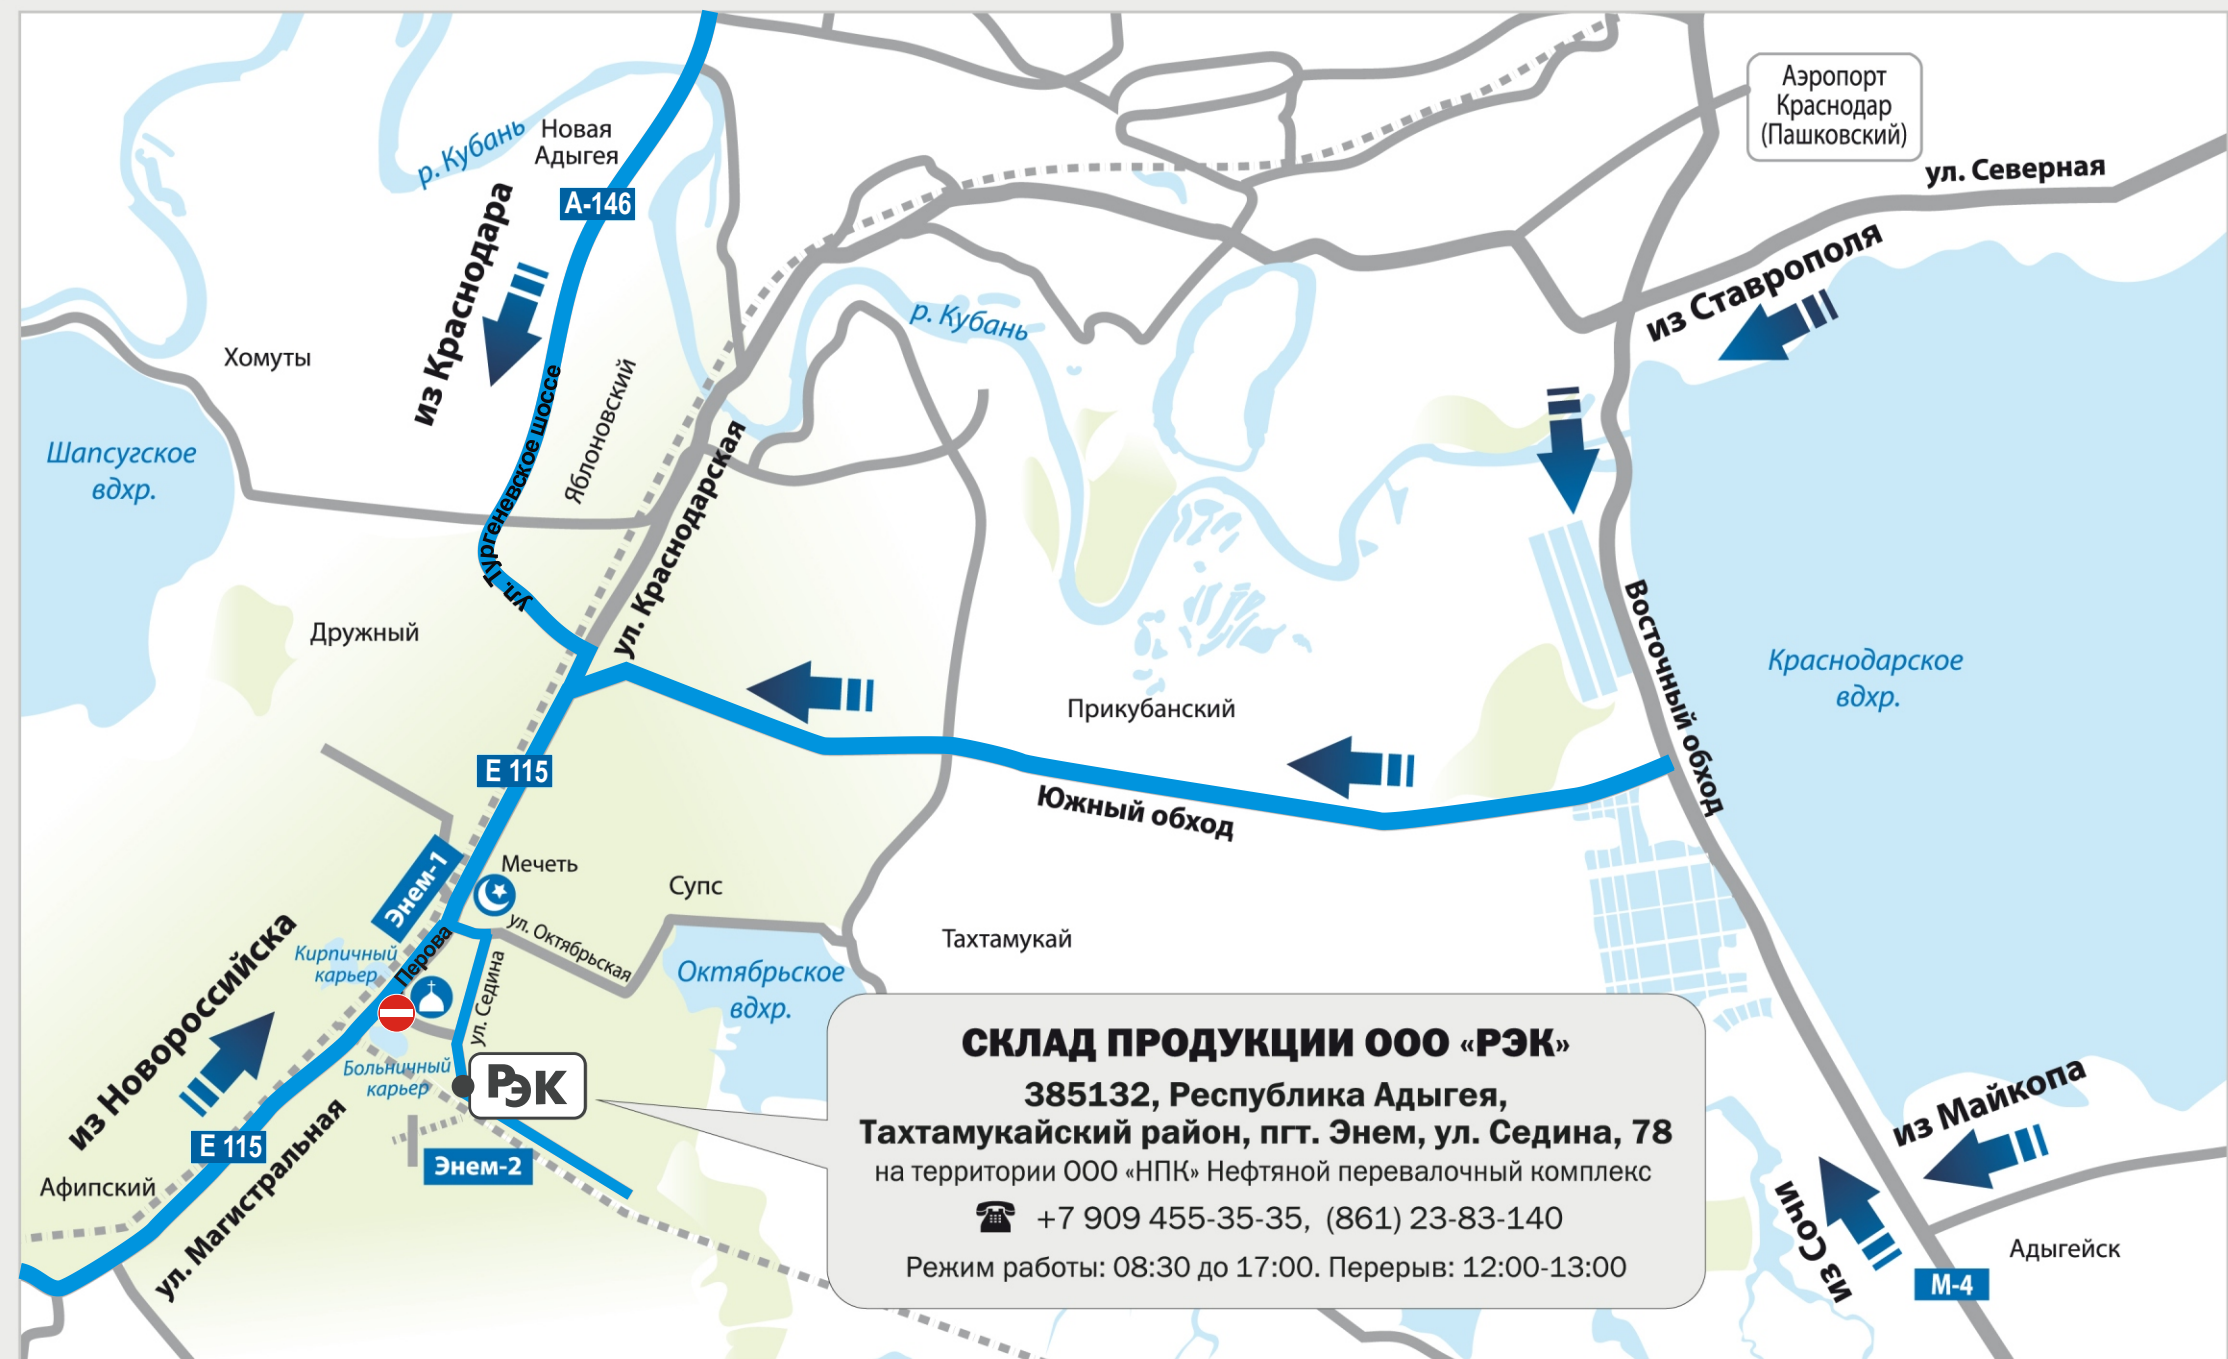 Аэропорт
Краснодар
(Пашковский)
ул. Северная
р. Кубань
Новая
Адыгея
А-146
из Краснодара
из Ставрополя
р. Кубань
Хомуты
ул. Тургеневское шоссе
Яблоновский
ул. Краснодарская
Шапсугское
вдхр.
Дружный
Восточный обход
Краснодарское
вдхр.
Прикубанский
Е 115
Южный обход
Энем-1
Мечеть
Супс
ул. Октябрьская
Тахтамукай
Перова
Кирпичный
карьер
ул. Седина
Октябрьское
вдхр.
из Новороссийска
Больничный
карьер
РЭК
Е 115
Энем-2
Афипский
ул. Магистральная
СКЛАД ПРОДУКЦИИ ООО «РЭК»
385132, Республика Адыгея,
Тахтамукайский район, пгт. Энем, ул. Седина, 78
на территории ООО «НПК» Нефтяной перевалочный комплекс
+7 909 455-35-35, (861) 23-83-140
Режим работы: 08:30 до 17:00. Перерыв: 12:00-13:00
из Майкопа
из Сочи
Адыгейск
М-4